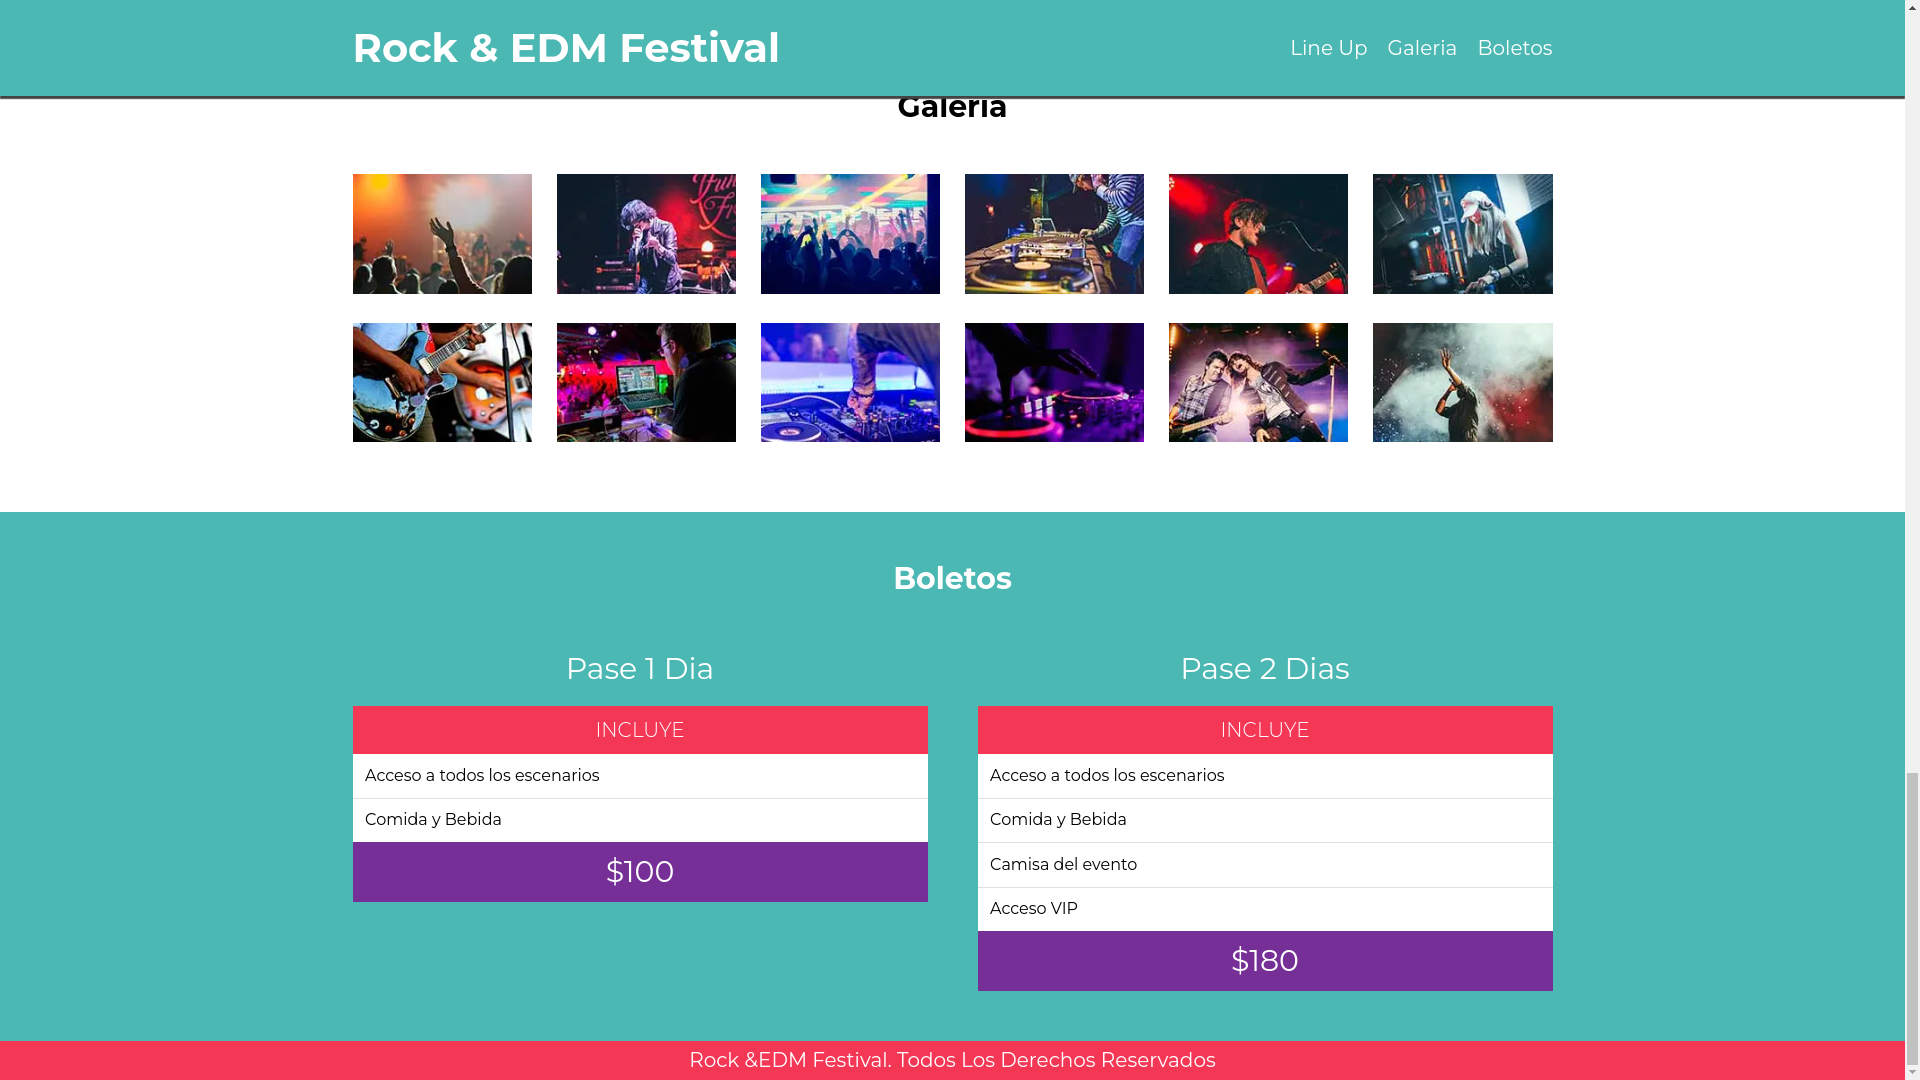 Rock & EDM Festival
Line Up Galeria Boletos
Galeria
Boletos
Pase 1 Dia
INCLUYE
Acceso a todos los escenarios
Comida y Bebida
$100
Pase 2 Dias
INCLUYE
Acceso a todos los escenarios
Comida y Bebida
Camisa del evento
Acceso VIP
$180
Rock &EDM Festival. Todos Los Derechos Reservados